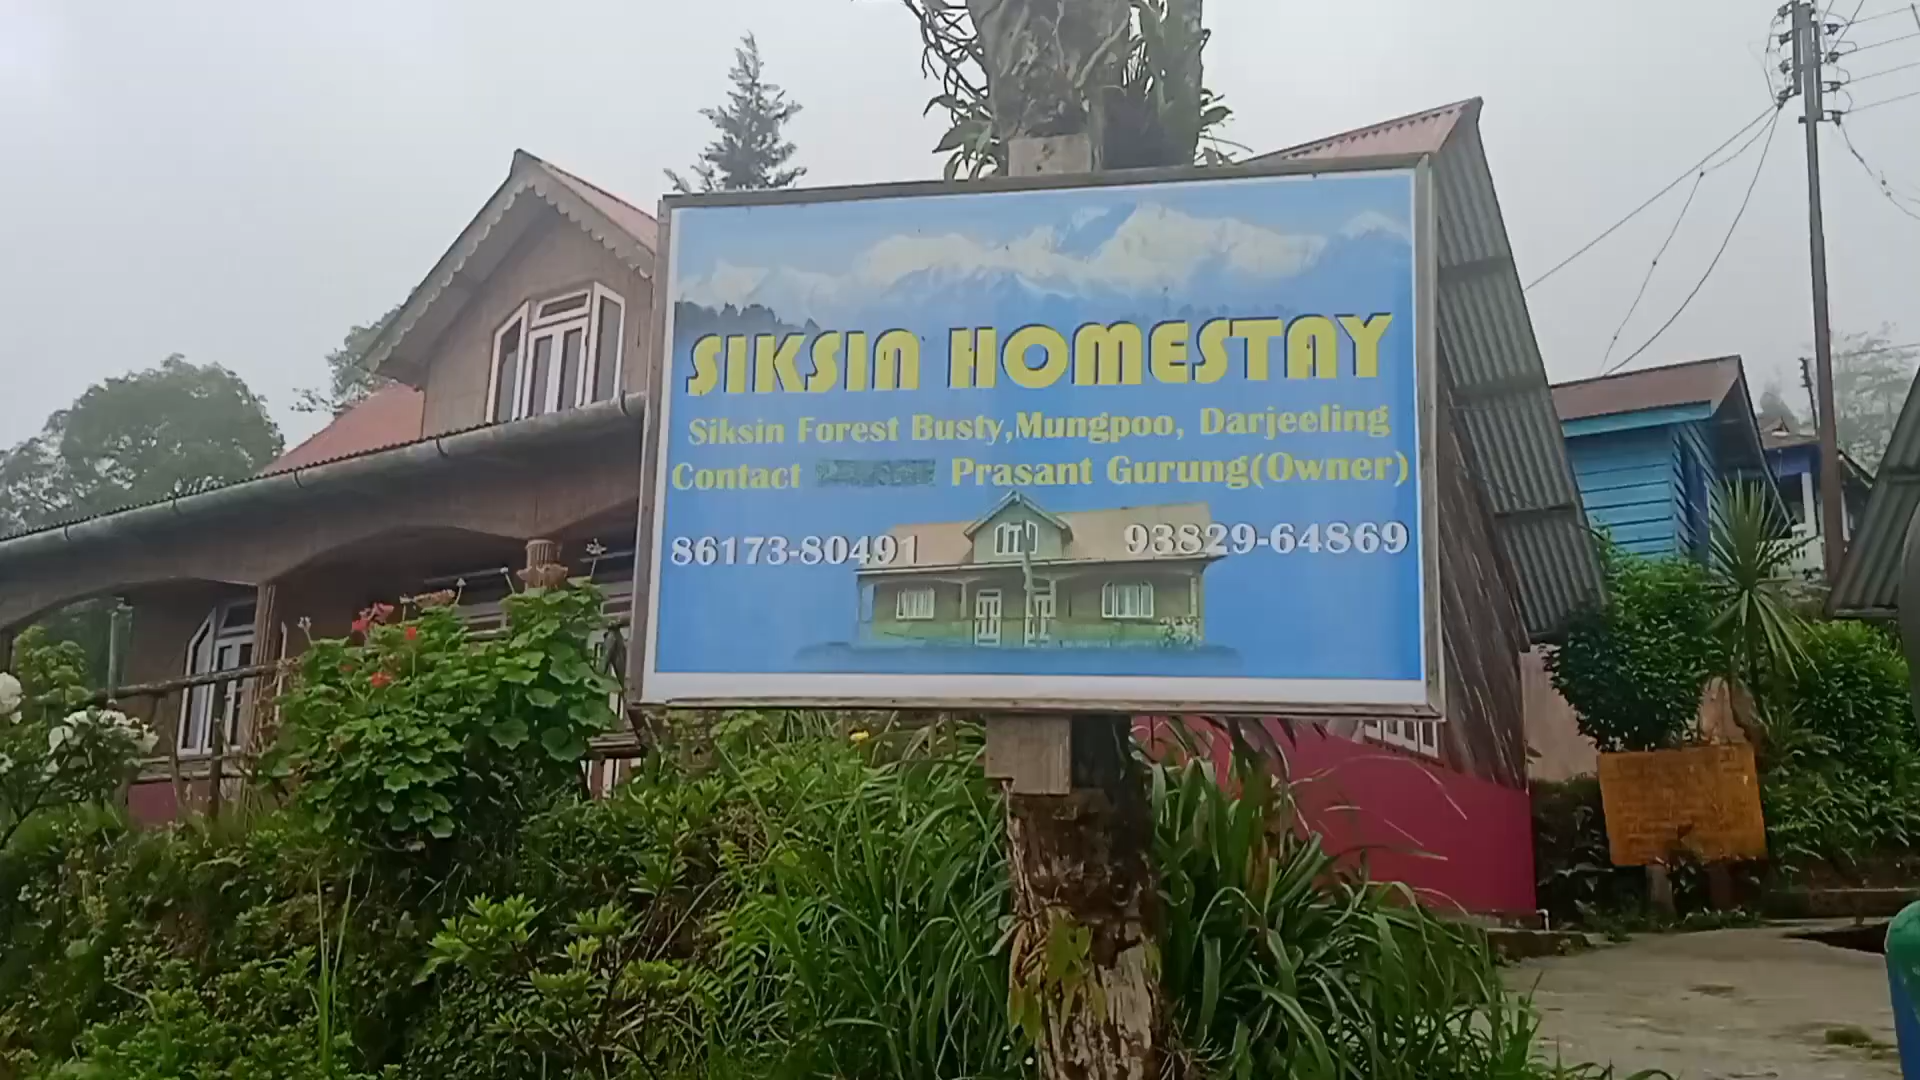 SIKSIN HOMESTAY
Siksin Forest Busty,Mungpoo, Darjeeling
Contact Prasant Gurung(Owner)
86173-80491 93829-64869